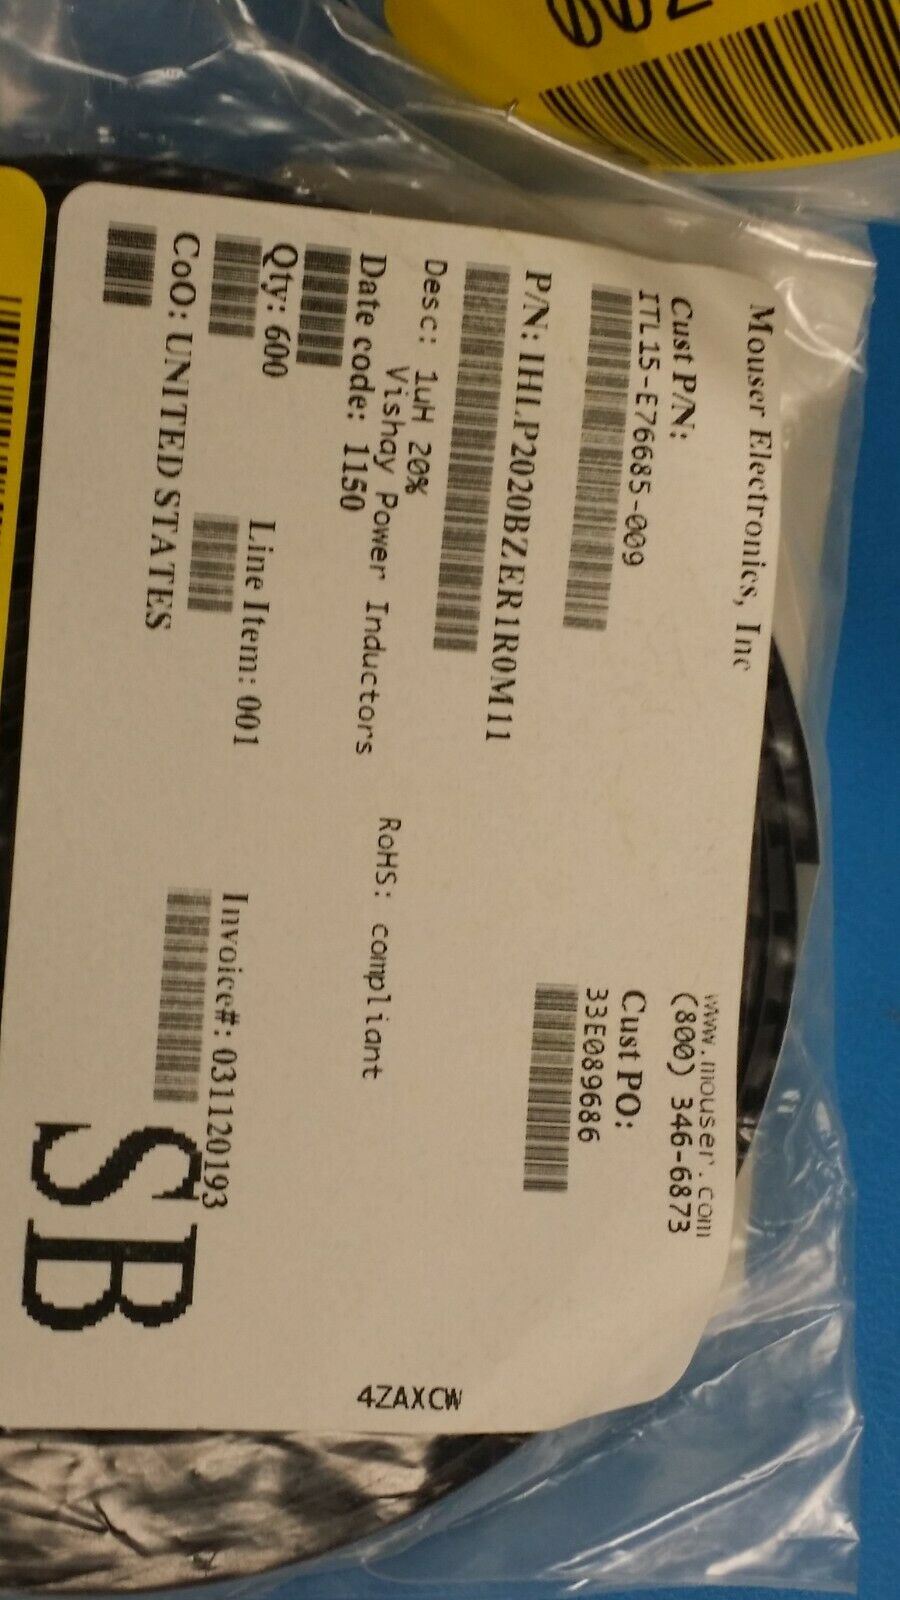 Mouser Electronics, Inc
www.mouser.com
(800) 346-6873
Cust P/N:
ITL15-E76685-009
Cust PO:
33E089686
P/N: IHLP2020BZER1R0M11
Desc: 1uH 20%
Vishay Power Inductors
RoHS: compliant
Date code: 1150
Qty: 600
Line Item: 001
Invoice#: 031120193
CoO: UNITED STATES
SB
4ZAXCW